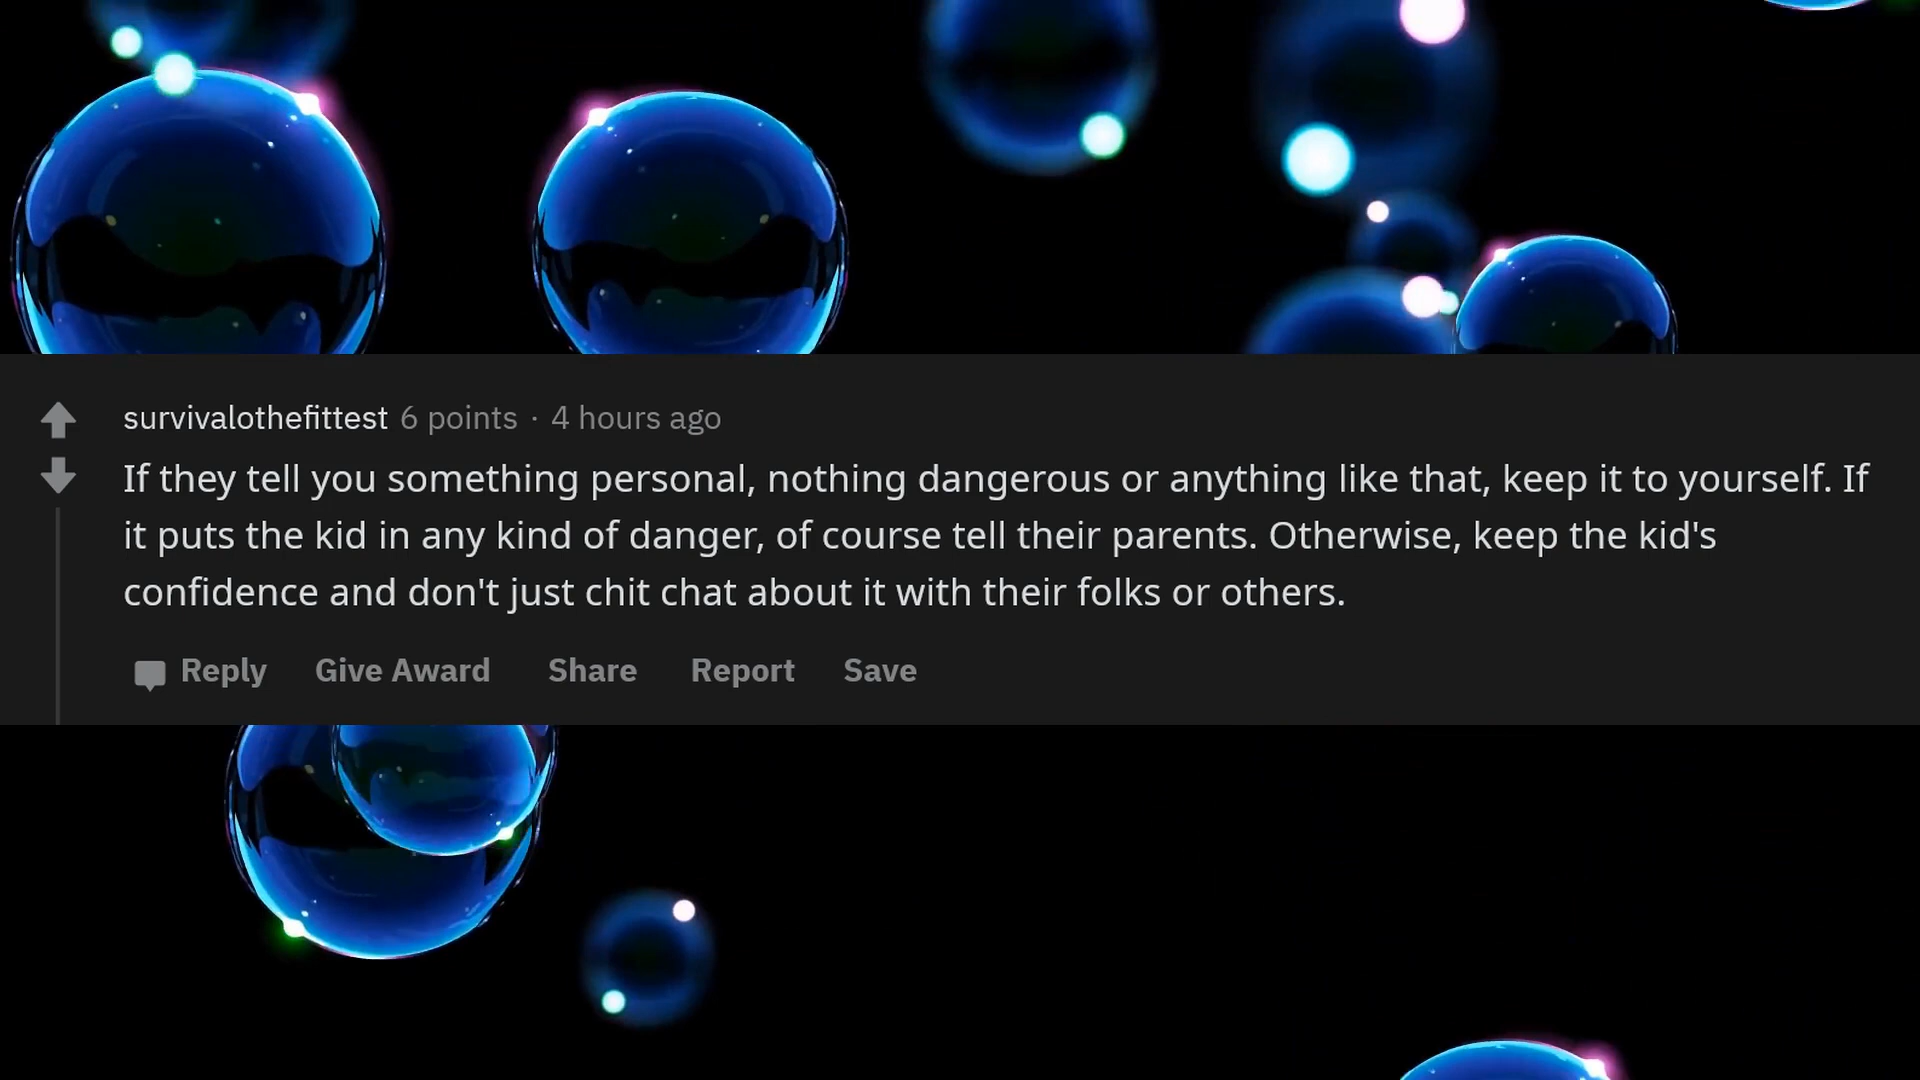 survivalothefittest 6 points · 4 hours ago
If they tell you something personal, nothing dangerous or anything like that, keep it to yourself. If
it puts the kid in any kind of danger, of course tell their parents. Otherwise, keep the kid's
confidence and don't just chit chat about it with their folks or others.
Reply Give Award Share Report Save